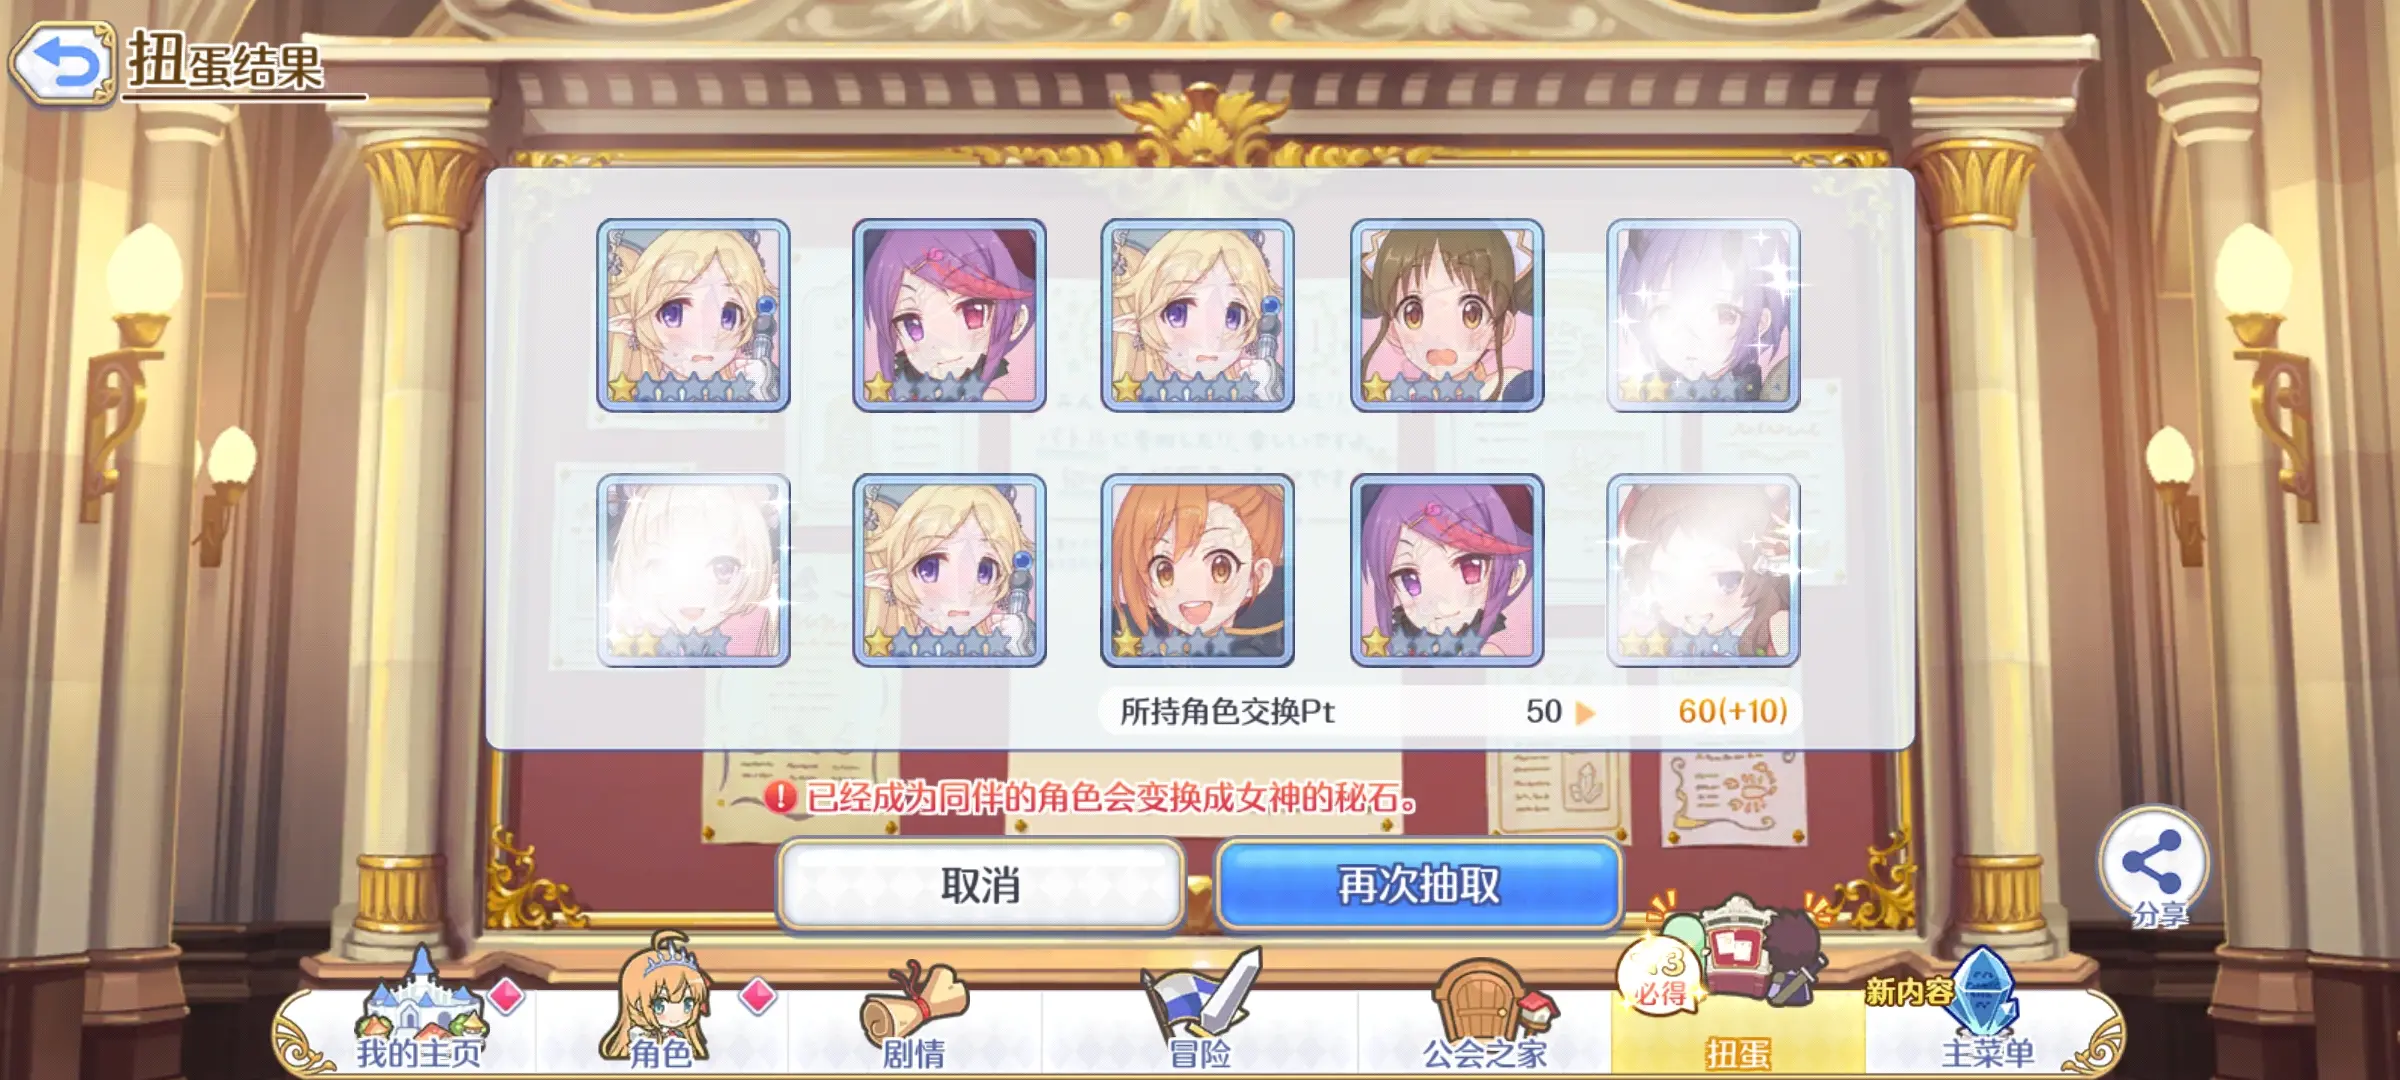 扭蛋结果
所持角色交换Pt 50 60(+10)
已经成为同伴的角色会变换成女神的秘石。
取消
再次抽取
分享
3
必得
新内容
我的主页
角色
剧情
冒险
公会之家
扭蛋
主菜单